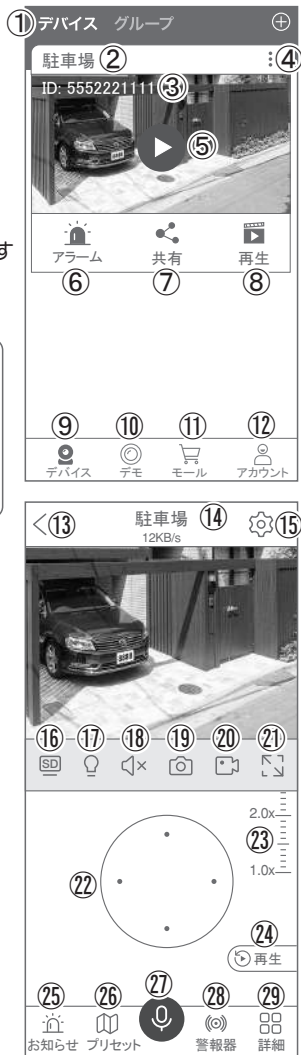 ① デバイス グループ
駐車場 ② ④
ID: 5552221111 ③
⑤
す
アラーム 共有 再生
⑥ ⑦ ⑧
⑨ ⑩ ⑪ ⑫
デバイス デモ モール アカウント
⑬ 駐車場 ⑭ ⑮
12KB/s
⑯ ⑰ ⑱ ⑲ ⑳ ㉑
SD
2.0x
㉒ ㉓
1.0x
㉔
再生
㉕ ㉖ ㉗ ㉘ ㉙
お知らせ プリセット 警報器 詳細